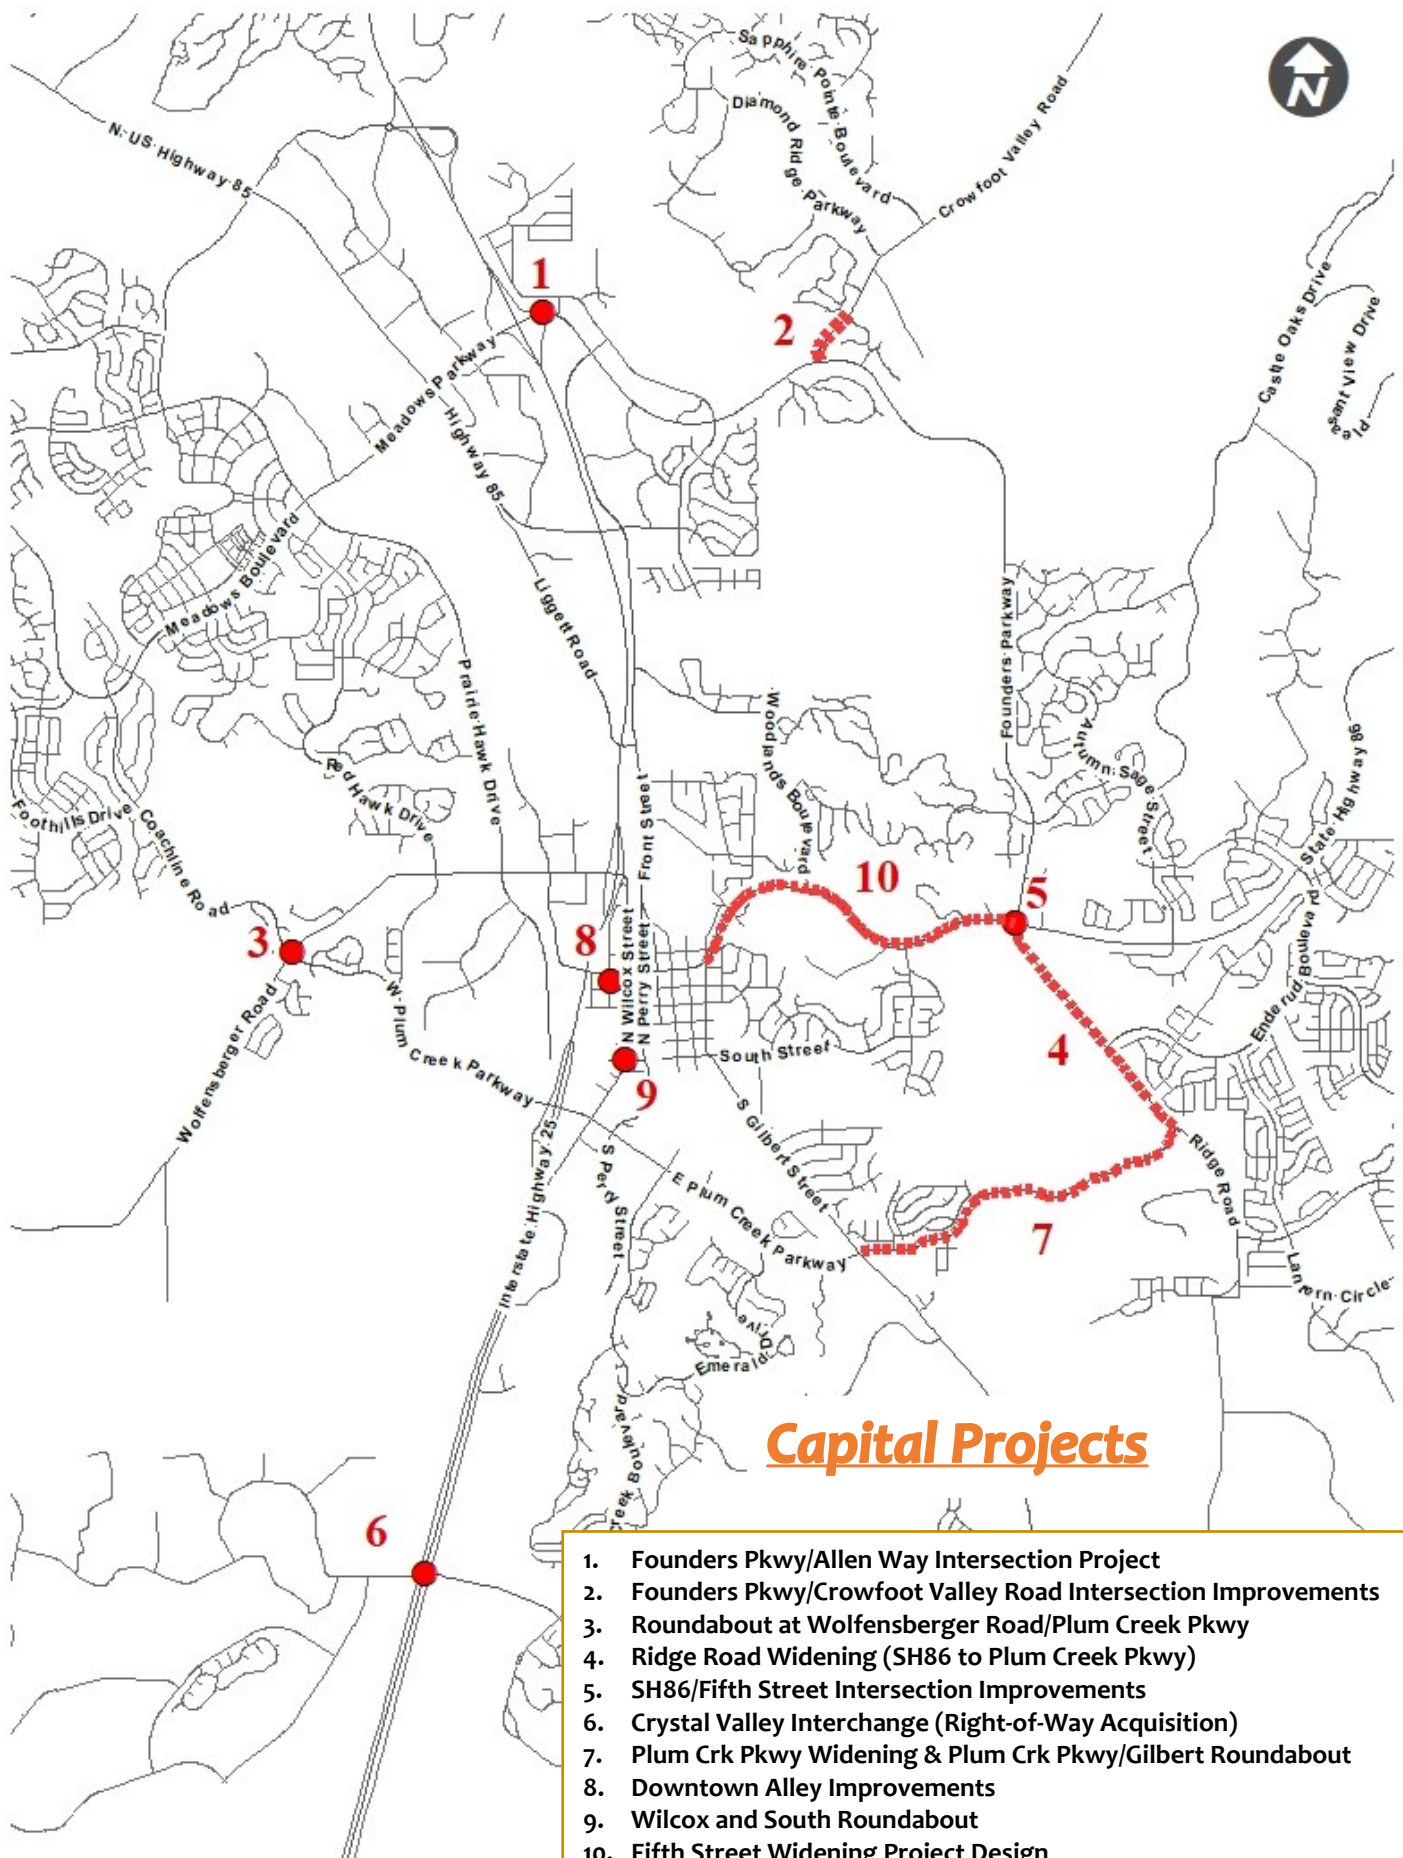 Sapphire Pointe Boulevard
N
Diamond Ridge Parkway
Crowfoot Valley Road
N US Highway 85
1
2
Castle Oaks Drive
Pleasant View Drive
Meadows Parkway
Highway 85
Meadows Boulevard
Liggett Road
Founders Parkway
Prairie Hawk Drive
Woodlands Boulevard
Autumn Sage Street
State Highway 86
Red Hawk Drive
Foothills Drive
Coachline Road
Front Street
10
5
3
8
N Wilcox Street
N Perry Street
Enderud Boulevard
W Plum Creek Parkway
South Street
4
Wolfensberger Road
9
S Gilbert Street
Interstate Highway 25
S Perry Street
E Plum Creek Parkway
Ridge Road
7
Lantern Circle
Emerald Drive
Capital Projects
reek Boulevard
6
1. Founders Pkwy/Allen Way Intersection Project
2. Founders Pkwy/Crowfoot Valley Road Intersection Improvements
3. Roundabout at Wolfensberger Road/Plum Creek Pkwy
4. Ridge Road Widening (SH86 to Plum Creek Pkwy)
5. SH86/Fifth Street Intersection Improvements
6. Crystal Valley Interchange (Right-of-Way Acquisition)
7. Plum Crk Pkwy Widening & Plum Crk Pkwy/Gilbert Roundabout
8. Downtown Alley Improvements
9. Wilcox and South Roundabout
10. Fifth Street Widening Project Design